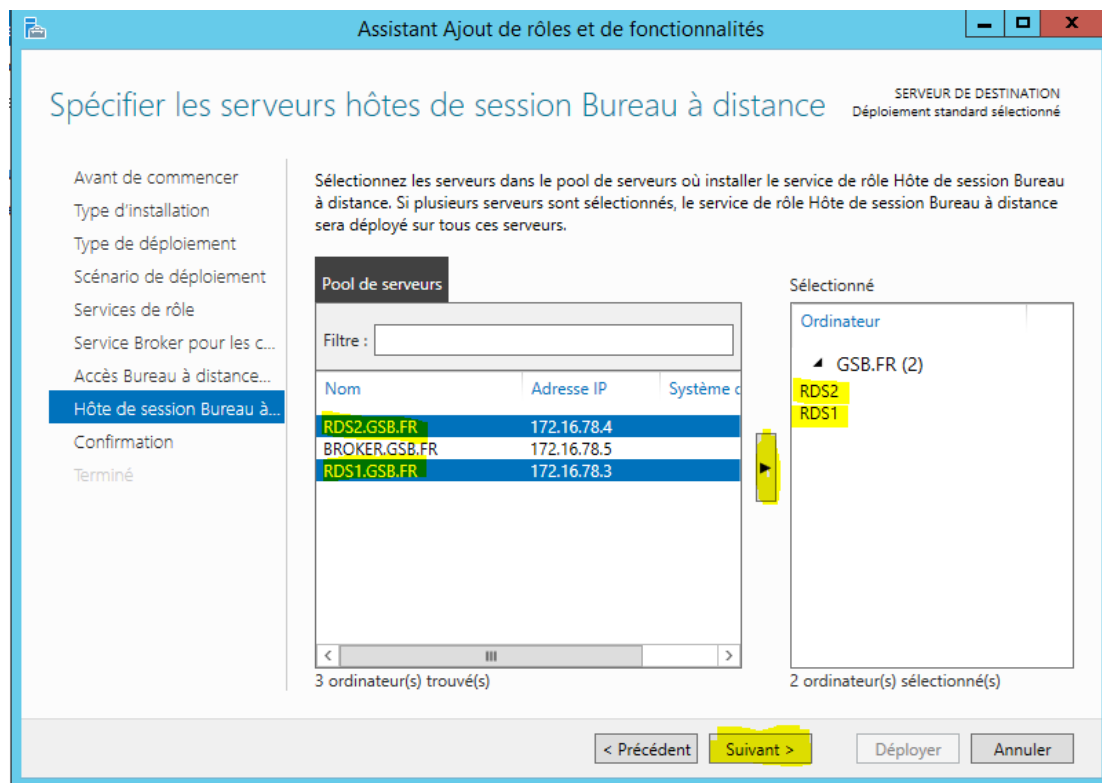 Assistant Ajout de rôles et de fonctionnalités
Spécifier les serveurs hôtes de session Bureau à distance
SERVEUR DE DESTINATION
Déploiement standard sélectionné
Avant de commencer
Type d'installation
Type de déploiement
Scénario de déploiement
Services de rôle
Service Broker pour les c...
Accès Bureau à distance...
Hôte de session Bureau à...
Confirmation
Terminé
Sélectionnez les serveurs dans le pool de serveurs où installer le service de rôle Hôte de session Bureau
à distance. Si plusieurs serveurs sont sélectionnés, le service de rôle Hôte de session Bureau à distance
sera déployé sur tous ces serveurs.
Pool de serveurs
Filtre :
Nom Adresse IP Système
RDS2.GSB.FR 172.16.78.4
BROKER.GSB.FR 172.16.78.5
RDS1.GSB.FR 172.16.78.3
3 ordinateur(s) trouvé(s)
Sélectionné
Ordinateur
GSB.FR (2)
RDS2
RDS1
2 ordinateur(s) sélectionné(s)
< Précédent Suivant > Déployer Annuler